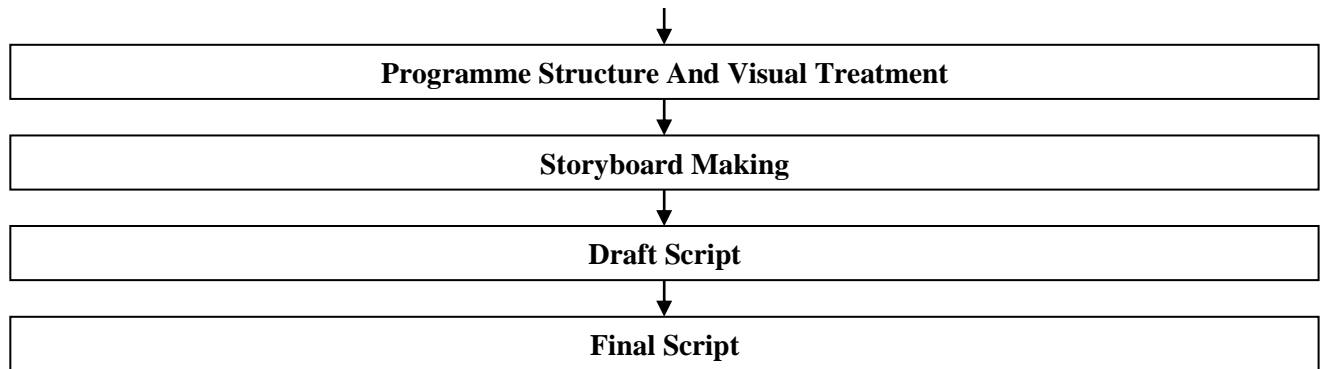 Programme Structure And Visual Treatment
Storyboard Making
Draft Script
Final Script